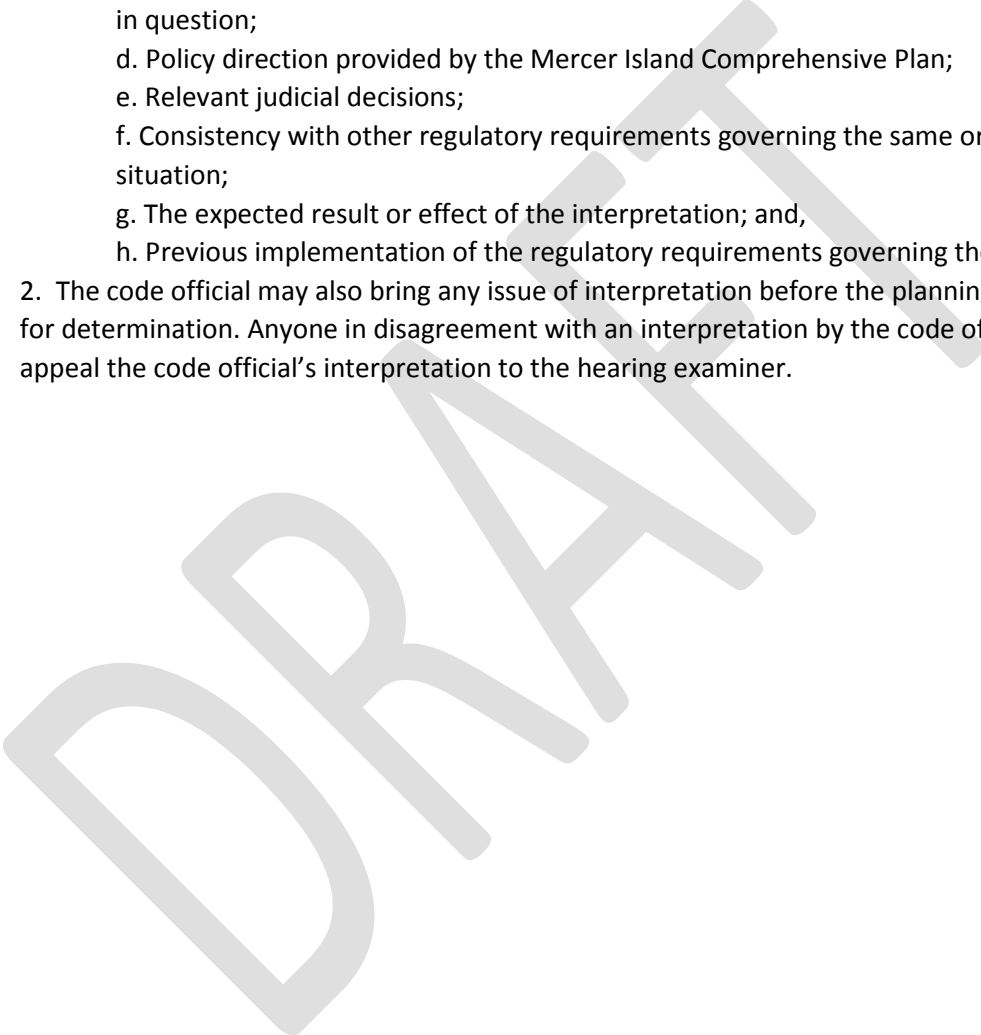 in question;
d. Policy direction provided by the Mercer Island Comprehensive Plan;
e. Relevant judicial decisions;
f. Consistency with other regulatory requirements governing the same or
situation;
g. The expected result or effect of the interpretation; and,
h. Previous implementation of the regulatory requirements governing
2. The code official may also bring any issue of interpretation before the
for determination. Anyone in disagreement with an interpretation by the code
appeal the code official’s interpretation to the hearing examiner.
DRAFT